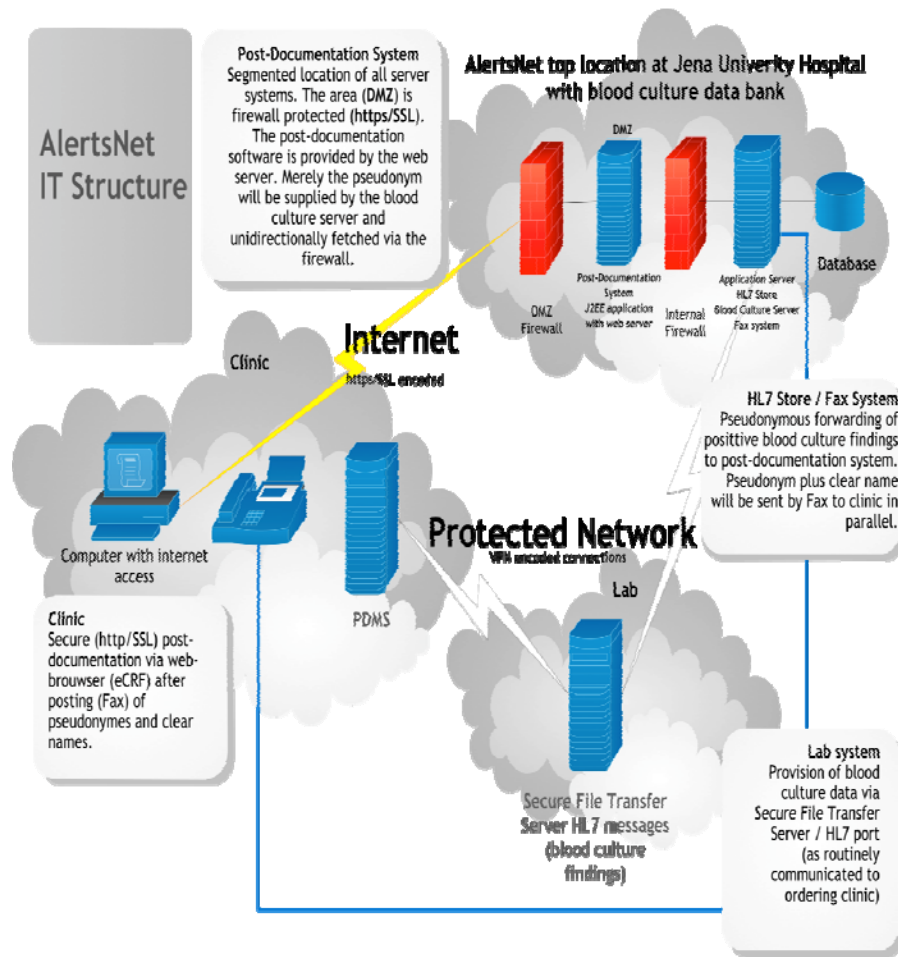 AlertsNet
IT Structure
Post-Documentation System
Segmented location of all server
systems. The area (DMZ) is
firewall protected (https/SSL).
The post-documentation
software is provided by the web
server. Merely the pseudonym
will be supplied by the blood
culture server and
unidirectionally fetched via the
firewall.
AlertsNet top location at Jena Univerity Hospital
with blood culture data bank
DMZ
DMZ
Firewall
Post-Documentation
System
J2EE application
with web server
Internal
Firewall
Application Server
HL7 Store
Blood Culture Server
Fax system
Database
Internet
https/SSL encoded
Clinic
Computer with internet
access
PDMS
Clinic
Secure (http/SSL) post-
documentation via web-
brouwser (eCRF) after
posting (Fax) of
pseudonymes and clear
names.
Protected Network
VPN encoded connections
Lab
Secure File Transfer
Server HL7 messages
(blood culture
findings)
HL7 Store / Fax System
Pseudonymous forwarding of
posittive blood culture findings
to post-documentation system.
Pseudonym plus clear name
will be sent by Fax to clinic in
parallel.
Lab system
Provision of blood
culture data via
Secure File Transfer
Server / HL7 port
(as routinely
communicated to
ordering clinic)